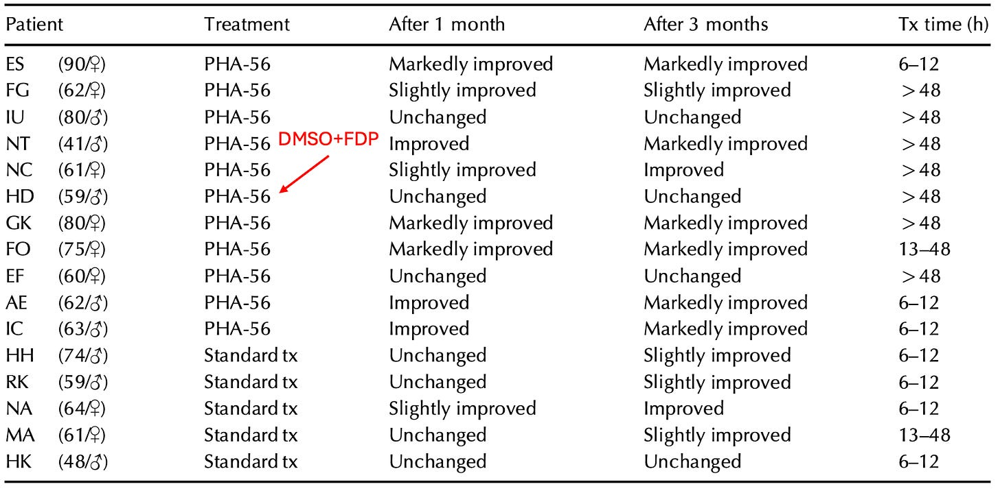 Patient Treatment After 1 month After 3 months Tx time (h)
ES (90/♀) PHA-56 Markedly improved Markedly improved 6–12
FG (62/♀) PHA-56 Slightly improved Slightly improved >48
IU (80/♂) PHA-56 Unchanged Unchanged >48
NT (41/♂) PHA-56 DMSO+FDP Improved Markedly improved >48
NC (61/♀) PHA-56 Slightly improved Improved >48
HD (59/♂) PHA-56 Unchanged Unchanged >48
GK (80/♀) PHA-56 Markedly improved Markedly improved >48
FO (75/♀) PHA-56 Markedly improved Markedly improved 13–48
EF (60/♀) PHA-56 Unchanged Unchanged >48
AE (62/♂) PHA-56 Improved Markedly improved 6–12
IC (63/♂) PHA-56 Improved Markedly improved 6–12
HH (74/♂) Standard tx Unchanged Slightly improved 6–12
RK (59/♂) Standard tx Unchanged Slightly improved 6–12
NA (64/♀) Standard tx Slightly improved Improved 6–12
MA (61/♀) Standard tx Unchanged Slightly improved 13–48
HK (48/♂) Standard tx Unchanged Unchanged 6–12